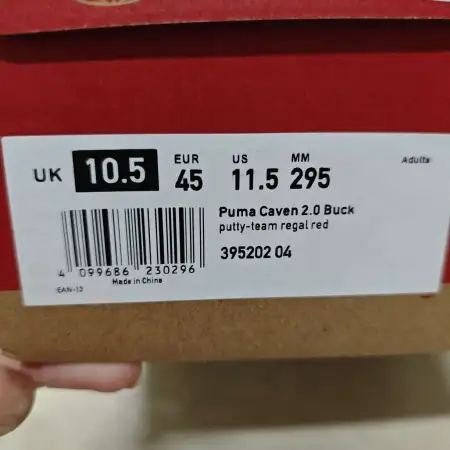 UK 10.5 EUR 45 US 11.5 MM 295 Adults
Puma Caven 2.0 Buck
putty-team regal red
395202 04
4 099686 230296
Made in China
EAN-13